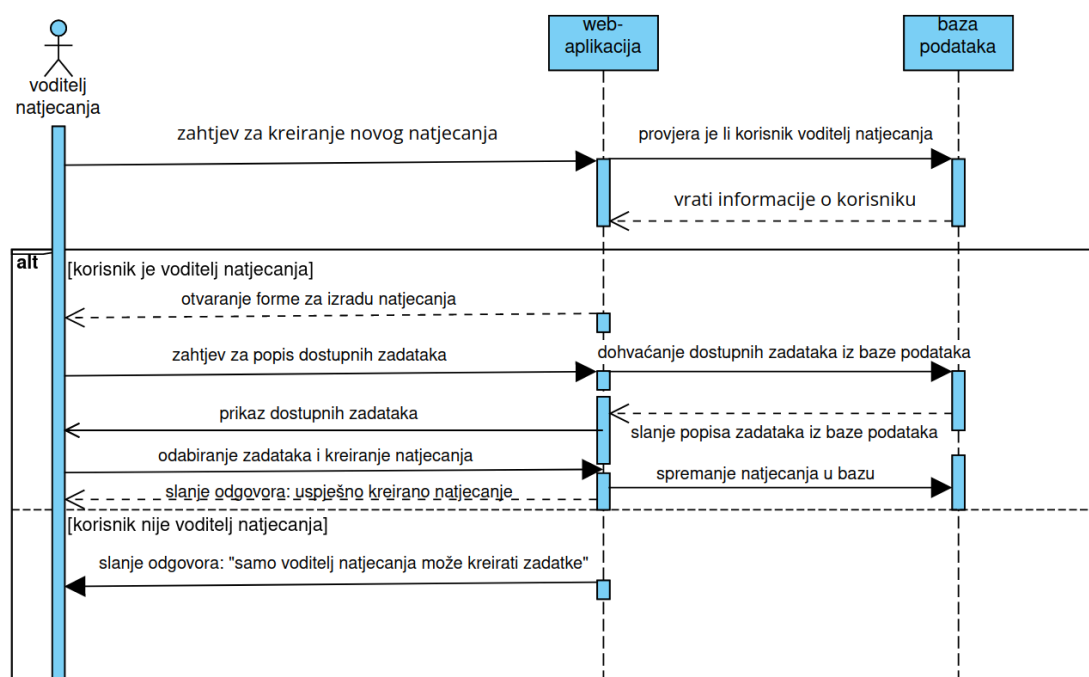 voditelj
natjecanja
web-
aplikacija
baza
podataka
zahtjev za kreiranje novog natjecanja
provjera je li korisnik voditelj natjecanja
vrati informacije o korisniku
alt
[korisnik je voditelj natjecanja]
otvaranje forme za izradu natjecanja
zahtjev za popis dostupnih zadataka
dohvaćanje dostupnih zadataka iz baze podataka
prikaz dostupnih zadataka
slanje popisa zadataka iz baze podataka
odabiranje zadataka i kreiranje natjecanja
spremanje natjecanja u bazu
slanje odgovora: uspješno kreirano natjecanje
[korisnik nije voditelj natjecanja]
slanje odgovora: "samo voditelj natjecanja može kreirati zadatke"